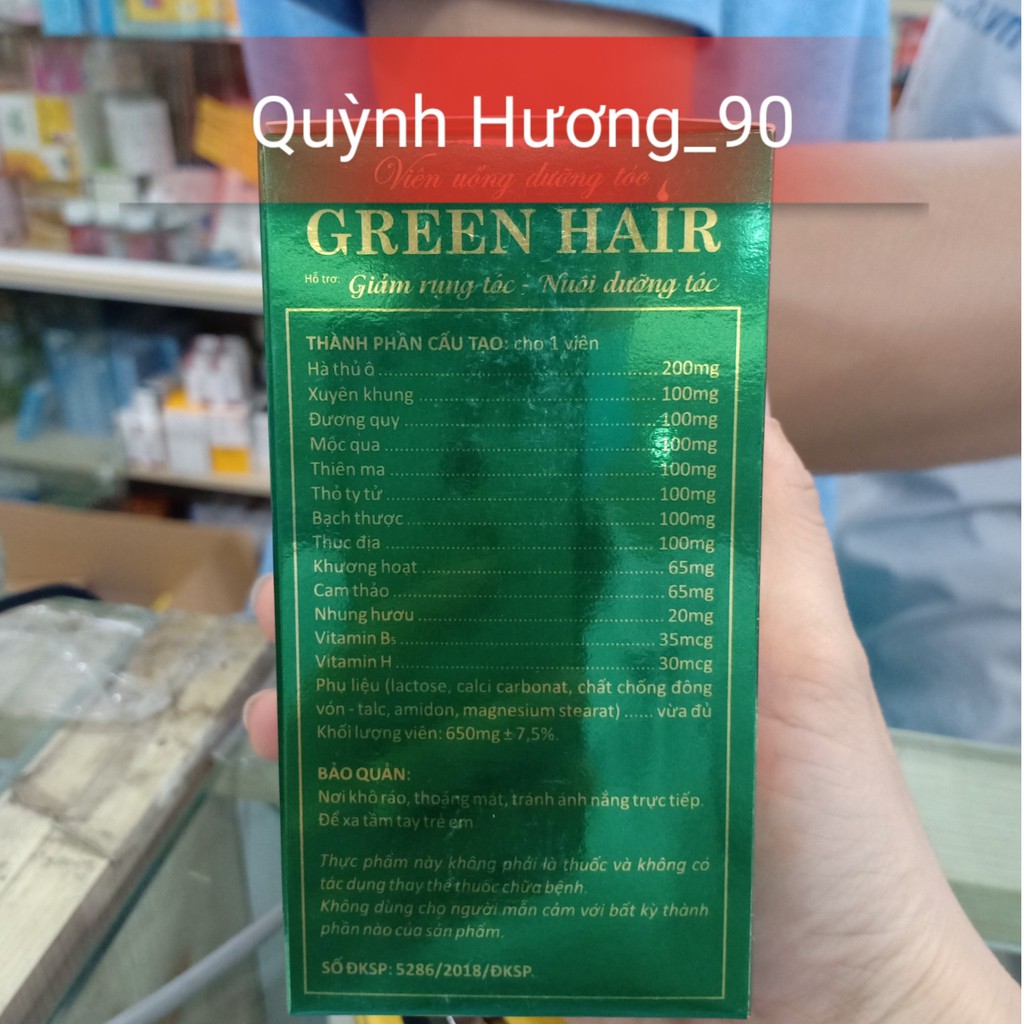 Quỳnh Hương_90
Viên uống dưỡng tóc
GREEN HAIR
Hỗ trợ: Giảm rụng tóc - Nuôi dưỡng tóc
THÀNH PHẦN CẤU TẠO: cho 1 viên
Hà thủ ô 200mg
Xuyên khung 100mg
Đương quy 100mg
Mộc qua 100mg
Thiên ma 100mg
Thỏ ty tử 100mg
Bạch thược 100mg
Thục địa 100mg
Khương hoạt 65mg
Cam thảo 65mg
Nhung hươu 20mg
Vitamin B₅ 35mcg
Vitamin H 30mcg
Phụ liệu (lactose, calci carbonat, chất chống đông
vón - talc, amidon, magnesium stearat) ...... vừa đủ
Khối lượng viên: 650mg ± 7,5%.
BẢO QUẢN:
Nơi khô ráo, thoáng mát, tránh ánh nắng trực tiếp.
Để xa tầm tay trẻ em
Thực phẩm này không phải là thuốc và không có
tác dụng thay thế thuốc chữa bệnh.
Không dùng cho người mẫn cảm với bất kỳ thành
phần nào của sản phẩm.
SỐ ĐKSP: 5286/2018/ĐKSP.